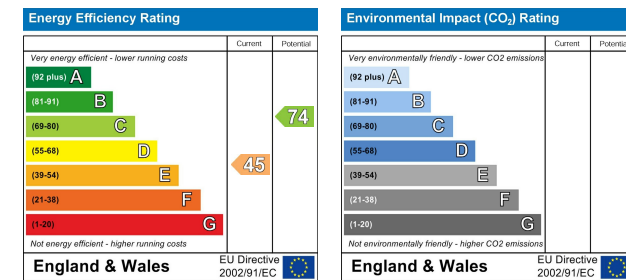 Energy Efficiency Rating
Current Potential
Very energy efficient - lower running costs
(92 plus) A
(81-91) B
(69-80) C
74
(55-68) D
45
(39-54) E
(21-38) F
(1-20) G
Not energy efficient - higher running costs
England & Wales
EU Directive
2002/91/EC
Environmental Impact (CO2) Rating
Current Potential
Very environmentally friendly - lower CO2 emissions
(92 plus) A
(81-91) B
(69-80) C
(55-68) D
(39-54) E
(21-38) F
(1-20) G
Not environmentally friendly - higher CO2 emissions
England & Wales
EU Directive
2002/91/EC